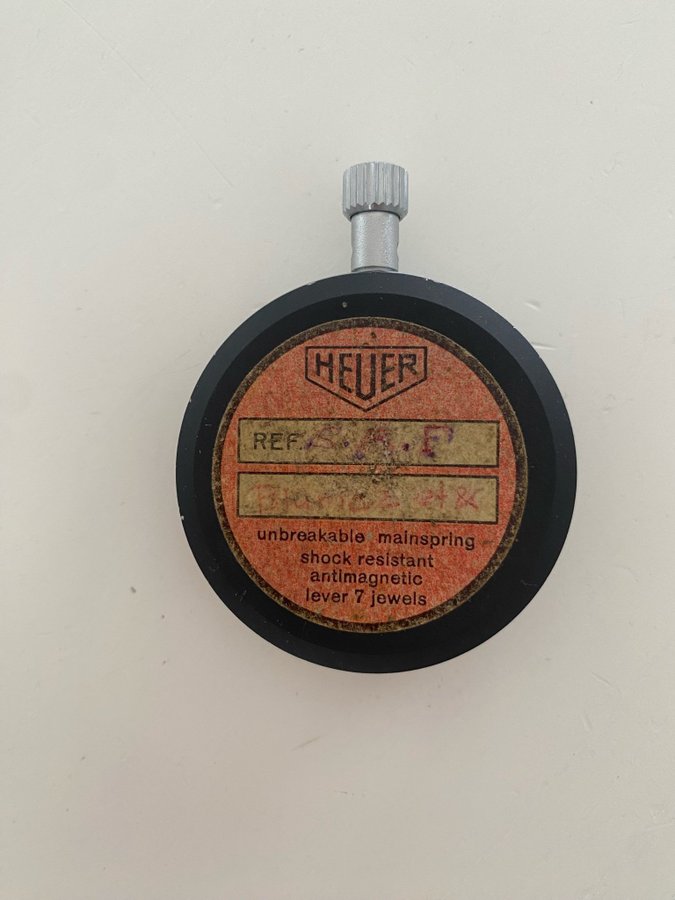 HEUER
REF.
unbreakable mainspring
shock resistant
antimagnetic
lever 7 jewels